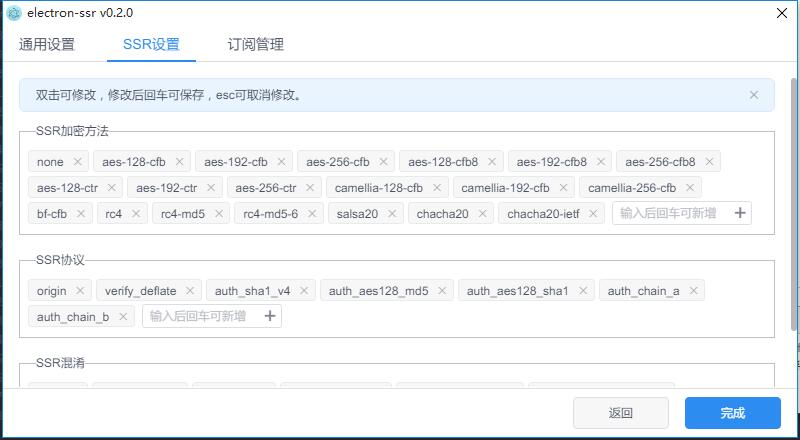 electron-ssr v0.2.0
通用设置 SSR设置 订阅管理
双击可修改，修改后回车可保存，esc可取消修改。
SSR加密方法
none aes-128-cfb aes-192-cfb aes-256-cfb aes-128-cfb8 aes-192-cfb8 aes-256-cfb8
aes-128-ctr aes-192-ctr aes-256-ctr camellia-128-cfb camellia-192-cfb camellia-256-cfb
bf-cfb rc4 rc4-md5 rc4-md5-6 salsa20 chacha20 chacha20-ietf 输入后回车可新增
SSR协议
origin verify_deflate auth_sha1_v4 auth_aes128_md5 auth_aes128_sha1 auth_chain_a
auth_chain_b 输入后回车可新增
SSR混淆
返回 完成